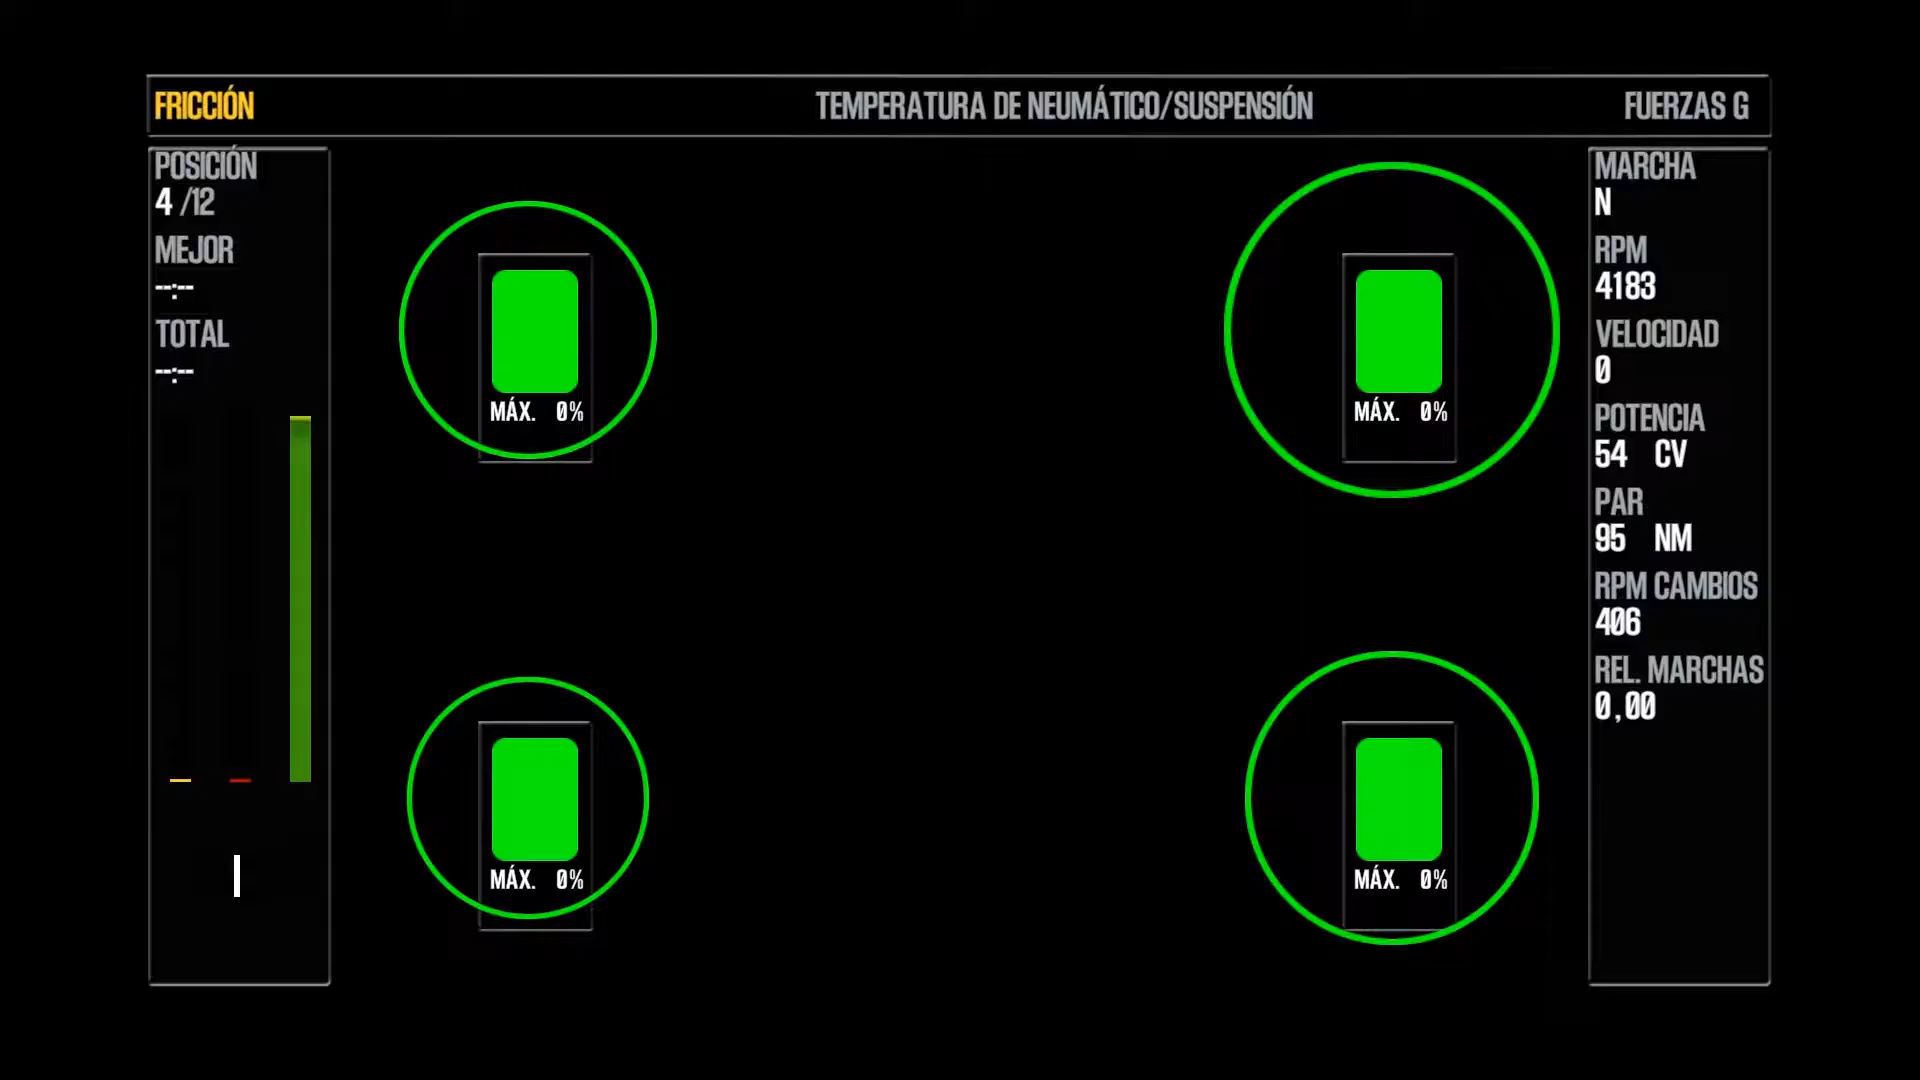 FRICCIÓN
TEMPERATURA DE NEUMÁTICO/SUSPENSIÓN
FUERZAS G
POSICIÓN
4 /12
MEJOR
--:--
TOTAL
--:--
MÁX. 0%
MÁX. 0%
MÁX. 0%
MÁX. 0%
MARCHA
N
RPM
4183
VELOCIDAD
0
POTENCIA
54 CV
PAR
95 NM
RPM CAMBIOS
406
REL. MARCHAS
0,00